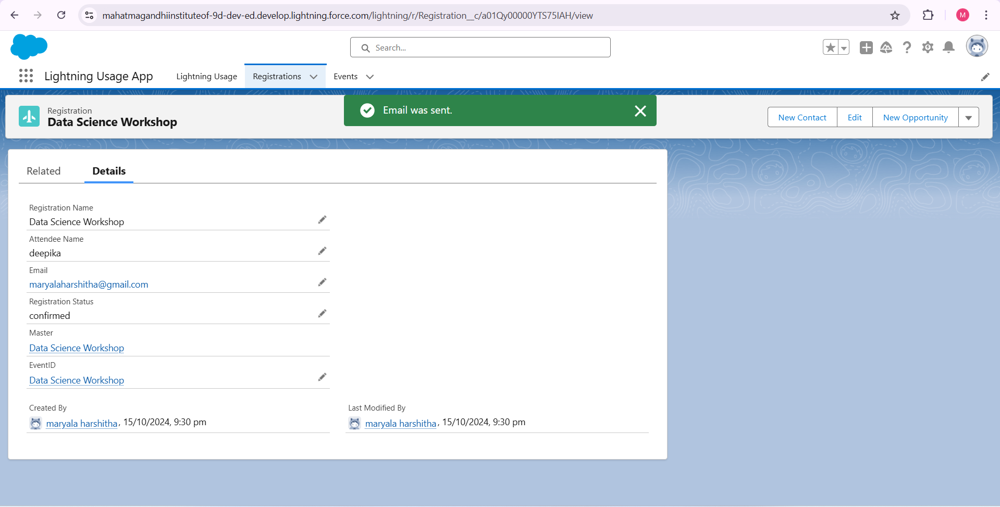 mahatmagandhiinstituteof-9d-dev-ed.develop.lightning.force.com/lightning/r/Registration__c/a01Qy00000YTS75IAH/view
M
Search...
Lightning Usage App
Lightning Usage
Registrations
Events
Registration
Data Science Workshop
Email was sent.
New Contact
Edit
New Opportunity
Related
Details
Registration Name
Data Science Workshop
Attendee Name
deepika
Email
maryalaharshitha@gmail.com
Registration Status
confirmed
Master
Data Science Workshop
EventID
Data Science Workshop
Created By
maryala harshitha, 15/10/2024, 9:30 pm
Last Modified By
maryala harshitha, 15/10/2024, 9:30 pm